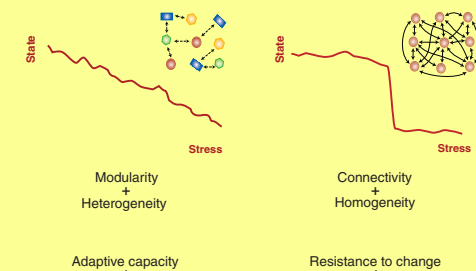 State
Stress
State
Stress
Modularity
+
Heterogeneity
Connectivity
+
Homogeneity
Adaptive capacity
Resistance to change